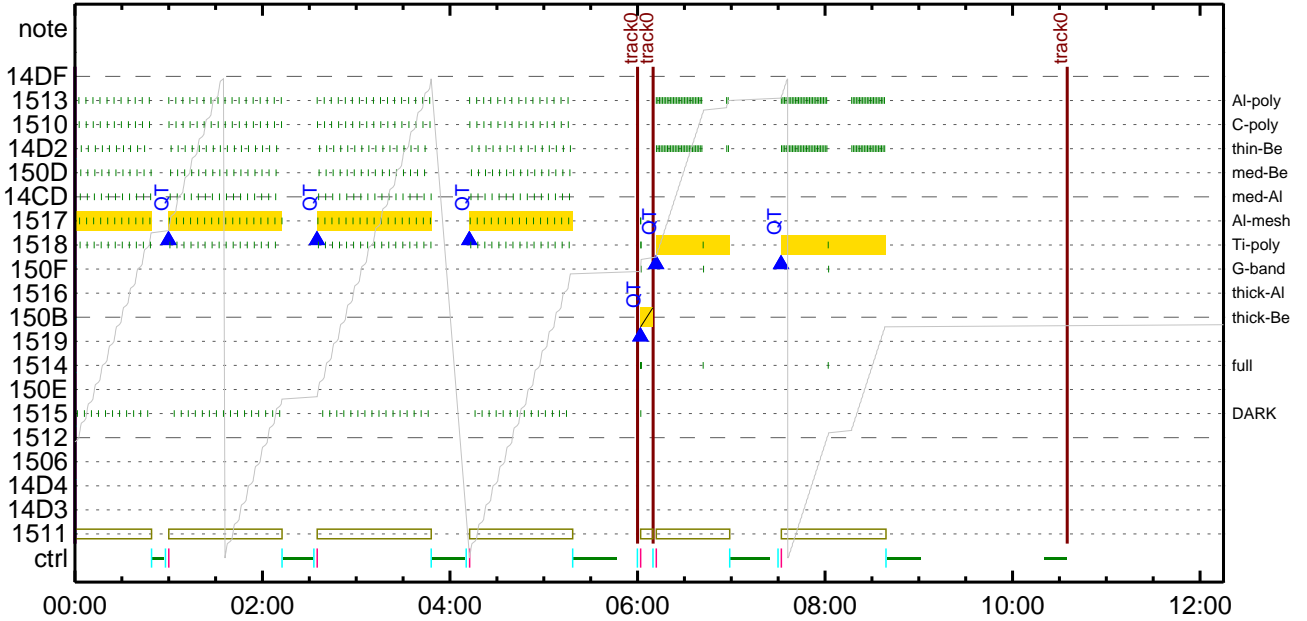 track0
track0
track0
note
14DF
1513 Al-poly
1510 C-poly
14D2 thin-Be
150D med-Be
14CD med-Al
QT
QT
QT
1517 Al-mesh
QT
QT
1518 Ti-poly
150F G-band
1516 thick-Al
QT
150B thick-Be
1519
1514 full
150E
1515 DARK
1512
1506
14D4
14D3
1511
ctrl
00:00 02:00 04:00 06:00 08:00 10:00 12:00